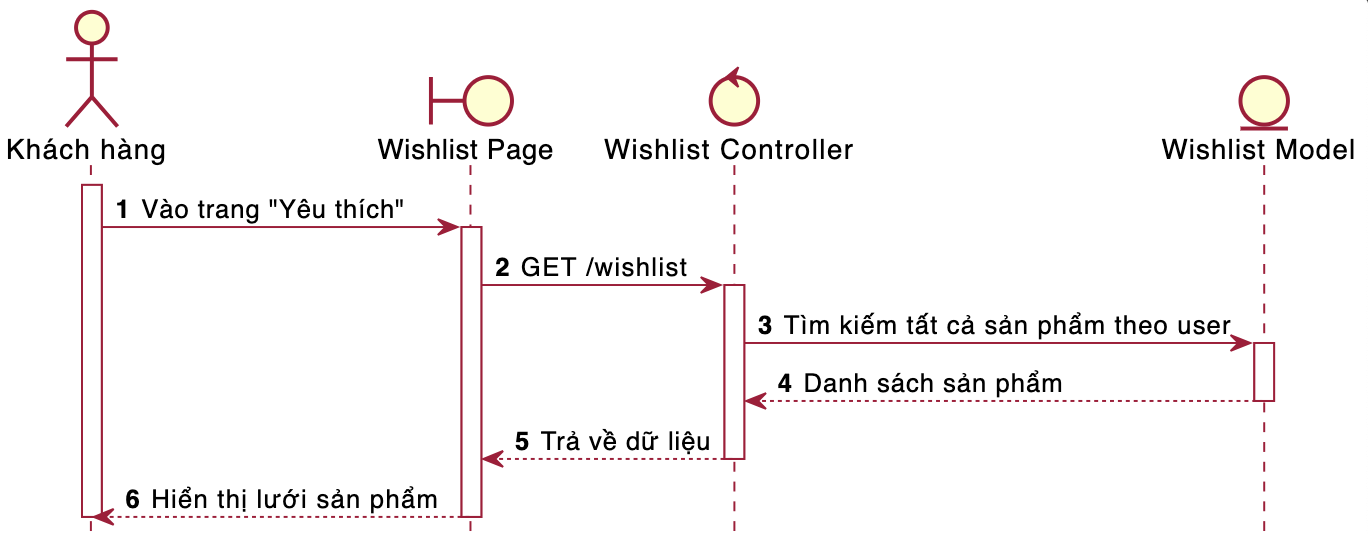 Khách hàng
Wishlist Page
Wishlist Controller
Wishlist Model
1 Vào trang "Yêu thích"
2 GET /wishlist
3 Tìm kiếm tất cả sản phẩm theo user
4 Danh sách sản phẩm
5 Trả về dữ liệu
6 Hiển thị lưới sản phẩm